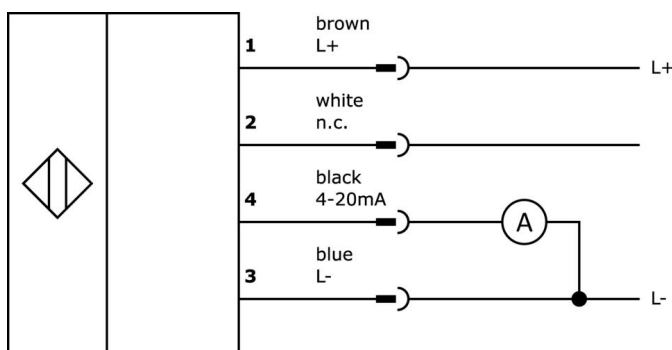 brown
1 L+ L+
white
2 n.c.
black
4 4-20mA A
blue
3 L- L-